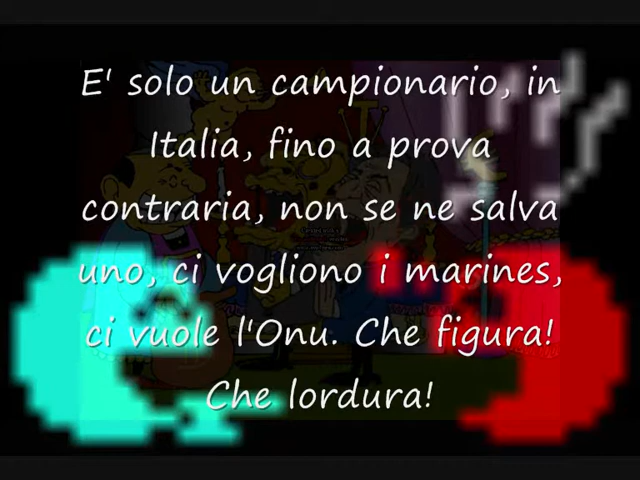 E' solo un campionario, in
Italia, fino a prova
contraria, non se ne salva
uno, ci vogliono i marines,
ci vuole l'Onu. Che figura!
Che lordura!